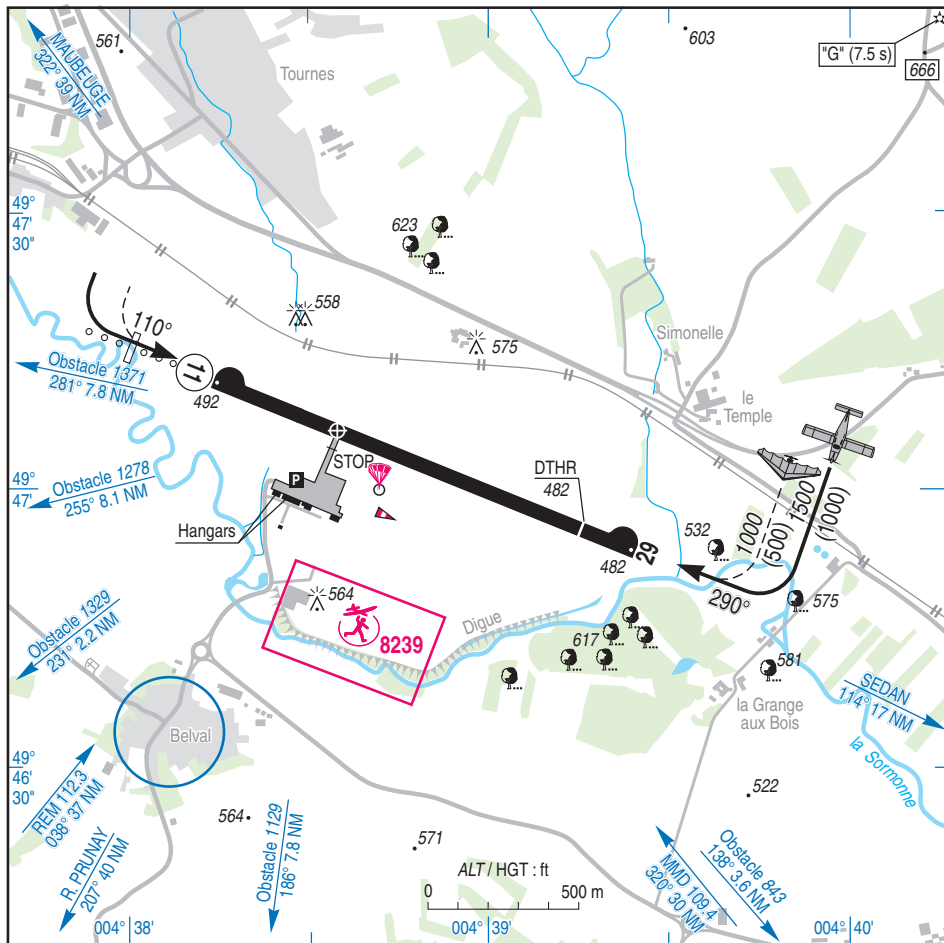 561
603
"G" (7.5 s)
666
MAUBEUGE
322° 39 NM
Tournes
49°
47'
30"
623
558
575
Simonelle
110°
11
492
Obstacle 1371
281° 7.8 NM
le
Temple
STOP
P
DTHR
482
49°
47'
Obstacle 1278
255° 8.1 NM
Hangars
1000
(500)
1500
(1000)
532
482
29
290°
575
564
8239
Digue
617
581
Obstacle 1329
231° 2.2 NM
SEDAN
114° 17 NM
la Grange
aux Bois
Belval
la Sormonne
49°
46'
30"
REM 112.3
038° 37 NM
522
564
571
R. PRUNAY
207° 40 NM
Obstacle 1129
186° 7.8 NM
Obstacle 843
138° 3.6 NM
MMD 109.4
320° 30 NM
ALT / HGT : ft
0 500 m
004° 38'
004° 39'
004° 40'